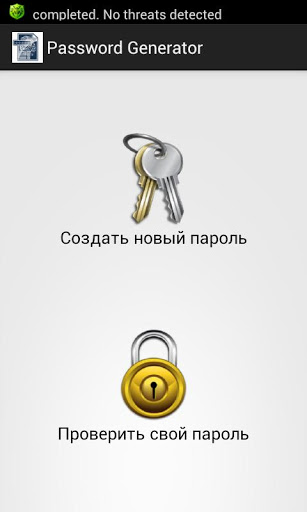 completed. No threats detected
Password Generator
Создать новый пароль
Проверить свой пароль